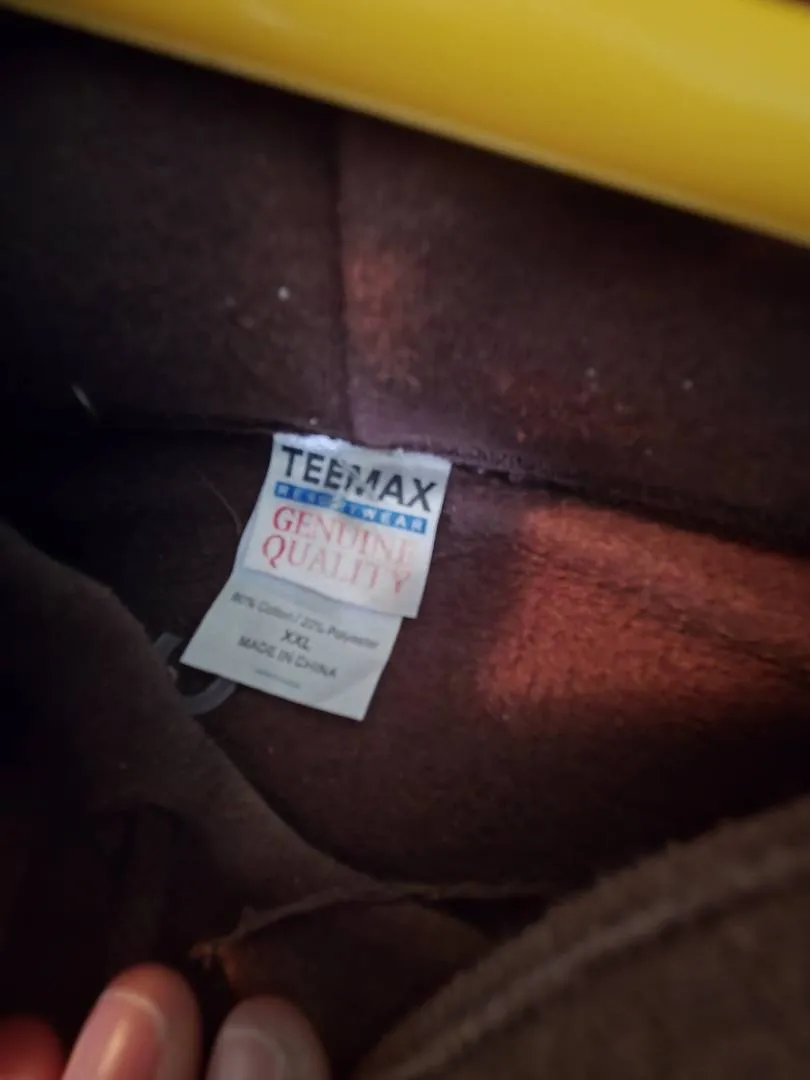 TEEMAX
GENUINE
QUALITY
80% Cotton / 20% Polyester
XXL
MADE IN CHINA